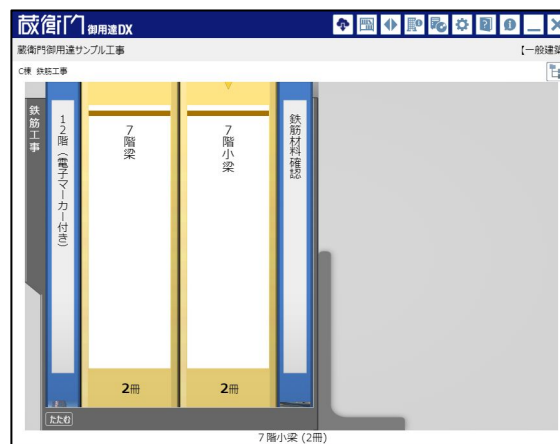 蔵衛門御用達DX
蔵衛門御用達サンプル工事
【一般建築
C棟 鉄筋工事
鉄筋工事
12階(電子マーカー付き)
7階梁
7階小梁
鉄筋材料確認
2冊
2冊
たたむ
7階小梁 (2冊)